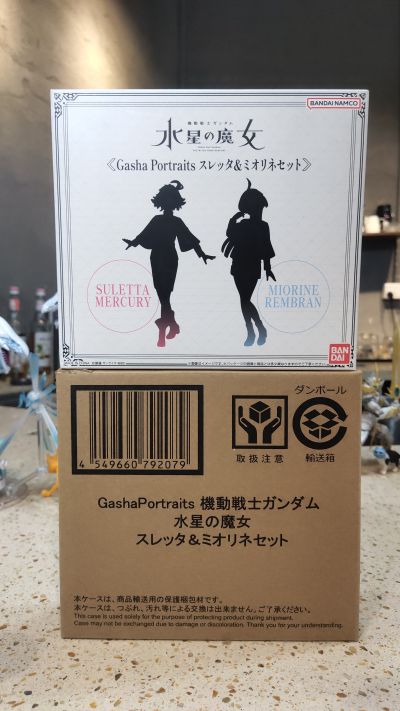 BANDAI NAMCO
機動戦士ガンダム
水星の魔女
《Gasha Portraits スレッタ&ミオリネセット》
SULETTA
MERCURY
MIORINE
REMBRAN
BAN
DAI
4 549660 792079
取扱注意
ダンボール
輸送箱
GashaPortraits 機動戦士ガンダム
水星の魔女
スレッタ&ミオリネセット
本ケースは、商品輸送用の保護梱包材です。
本ケースは、つぶれ、汚れ等による交換は出来ません。ご了承ください。
This case is used solely for the purpose of protecting product during shipment.
Case may not be exchanged due to damage or discoloration. Thank you for your understanding.